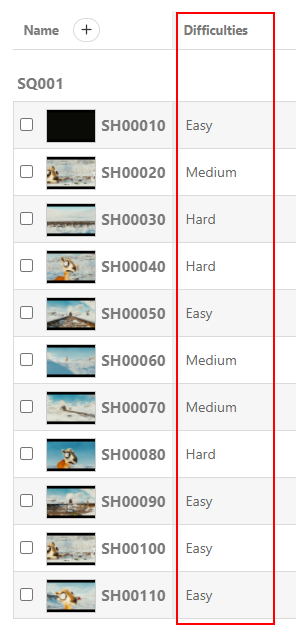 Name + Difficulties
SQ001
SH00010 Easy
SH00020 Medium
SH00030 Hard
SH00040 Hard
SH00050 Easy
SH00060 Medium
SH00070 Medium
SH00080 Hard
SH00090 Easy
SH00100 Easy
SH00110 Easy